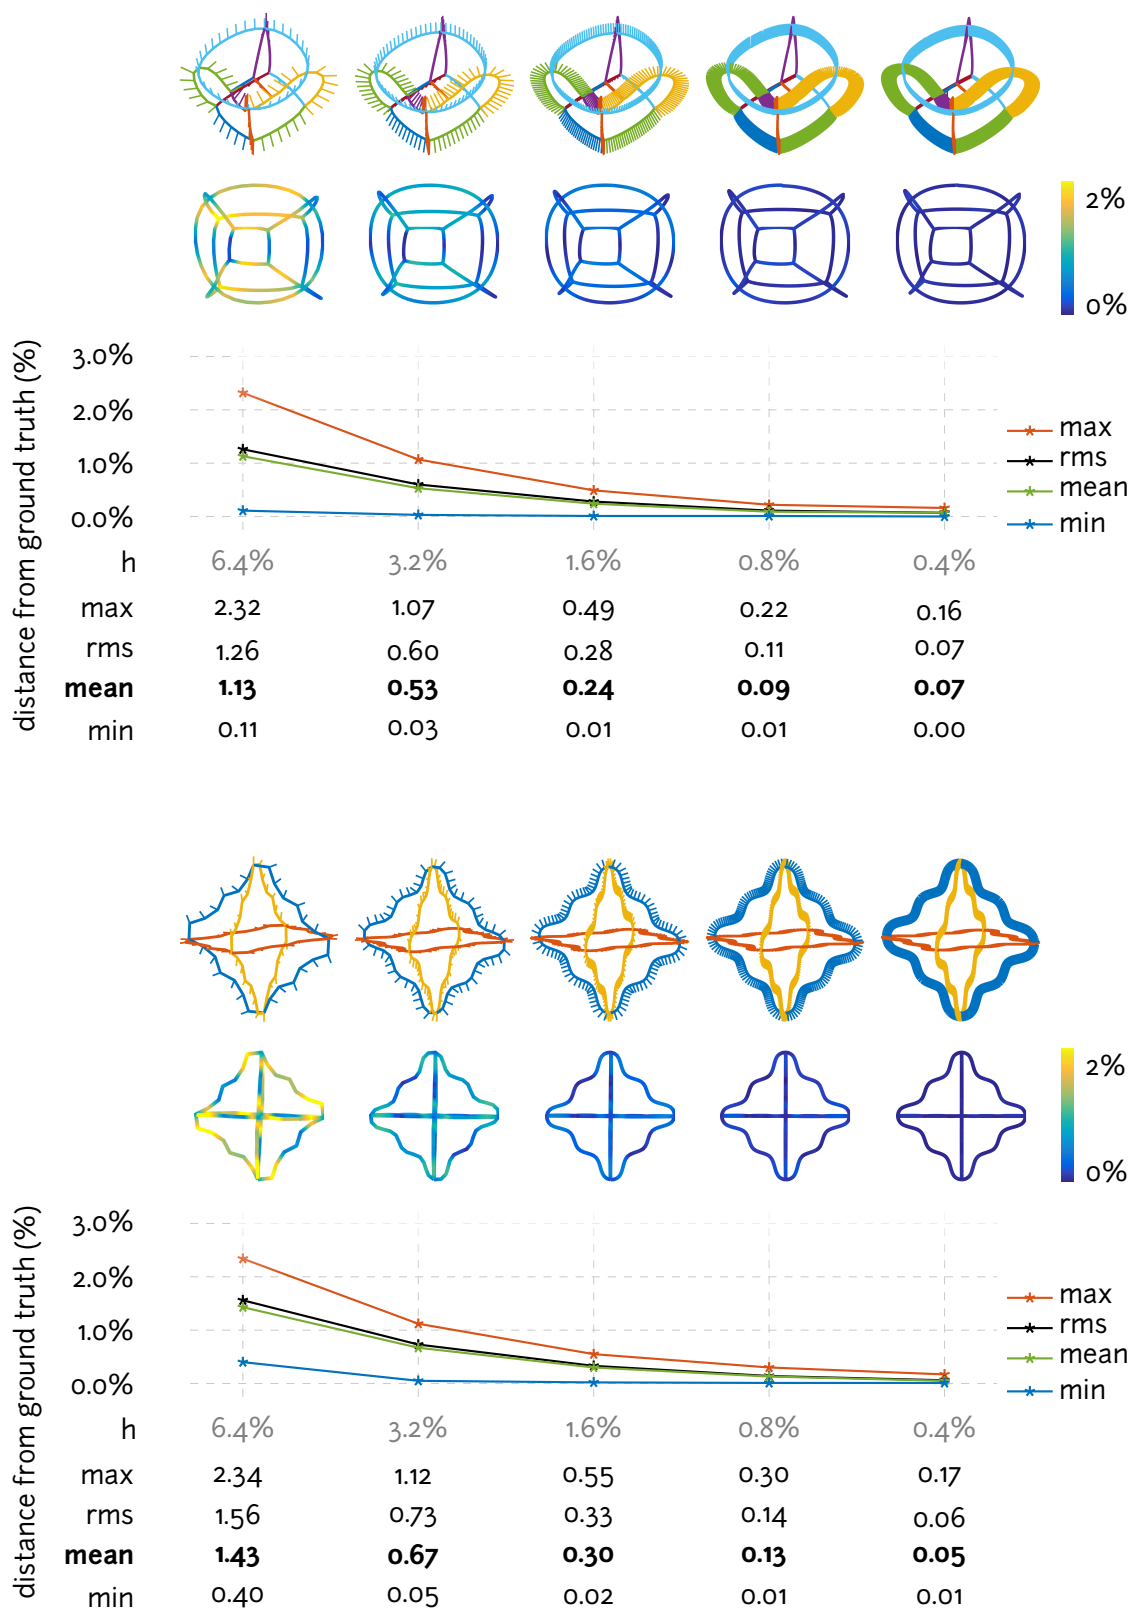 2%
0%
distance from ground truth (%)
3.0%
2.0%
1.0%
0.0%
max
rms
mean
min
h 6.4% 3.2% 1.6% 0.8% 0.4%
max 2.32 1.07 0.49 0.22 0.16
rms 1.26 0.60 0.28 0.11 0.07
mean 1.13 0.53 0.24 0.09 0.07
min 0.11 0.03 0.01 0.01 0.00
2%
0%
distance from ground truth (%)
3.0%
2.0%
1.0%
0.0%
max
rms
mean
min
h 6.4% 3.2% 1.6% 0.8% 0.4%
max 2.34 1.12 0.55 0.30 0.17
rms 1.56 0.73 0.33 0.14 0.06
mean 1.43 0.67 0.30 0.13 0.05
min 0.40 0.05 0.02 0.01 0.01